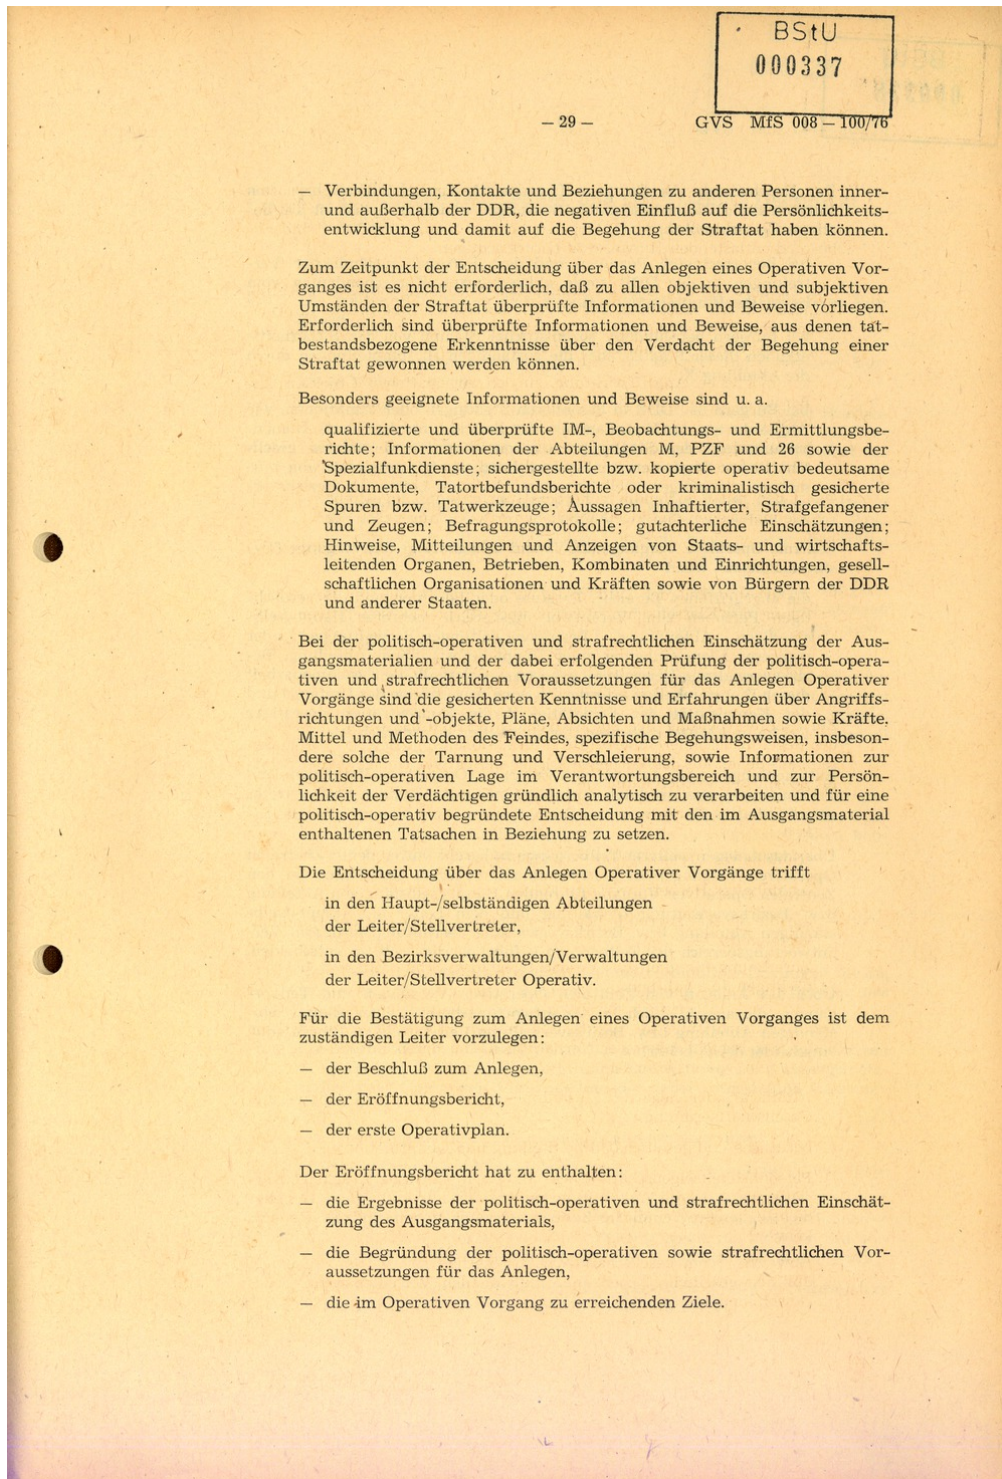 BStU
000337
— 29 —
GVS MfS 008 — 100/76
— Verbindungen, Kontakte und Beziehungen zu anderen Personen inner-
und außerhalb der DDR, die negativen Einfluß auf die Persönlichkeits-
entwicklung und damit auf die Begehung der Straftat haben können.
Zum Zeitpunkt der Entscheidung über das Anlegen eines Operativen Vor-
ganges ist es nicht erforderlich, daß zu allen objektiven und subjektiven
Umständen der Straftat überprüfte Informationen und Beweise vorliegen.
Erforderlich sind überprüfte Informationen und Beweise, aus denen tat-
bestandsbezogene Erkenntnisse über den Verdacht der Begehung einer
Straftat gewonnen werden können.
Besonders geeignete Informationen und Beweise sind u. a.
qualifizierte und überprüfte IM-, Beobachtungs- und Ermittlungsbe-
richte; Informationen der Abteilungen M, PZF und 26 sowie der
Spezialfunkdienste; sichergestellte bzw. kopierte operativ bedeutsame
Dokumente, Tatortbefundsberichte oder kriminalistisch gesicherte
Spuren bzw. Tatwerkzeuge; Aussagen Inhaftierter, Strafgefangener
und Zeugen; Befragungsprotokolle; gutachterliche Einschätzungen;
Hinweise, Mitteilungen und Anzeigen von Staats- und wirtschafts-
leitenden Organen, Betrieben, Kombinaten und Einrichtungen, gesell-
schaftlichen Organisationen und Kräften sowie von Bürgern der DDR
und anderer Staaten.
Bei der politisch-operativen und strafrechtlichen Einschätzung der Aus-
gangsmaterialien und der dabei erfolgenden Prüfung der politisch-opera-
tiven und strafrechtlichen Voraussetzungen für das Anlegen Operativer
Vorgänge sind die gesicherten Kenntnisse und Erfahrungen über Angriffs-
richtungen und -objekte, Pläne, Absichten und Maßnahmen sowie Kräfte.
Mittel und Methoden des Feindes, spezifische Begehungsweisen, insbeson-
dere solche der Tarnung und Verschleierung, sowie Informationen zur
politisch-operativen Lage im Verantwortungsbereich und zur Persön-
lichkeit der Verdächtigen gründlich analytisch zu verarbeiten und für eine
politisch-operativ begründete Entscheidung mit den im Ausgangsmaterial
enthaltenen Tatsachen in Beziehung zu setzen.
Die Entscheidung über das Anlegen Operativer Vorgänge trifft
in den Haupt-/selbständigen Abteilungen
der Leiter/Stellvertreter,
in den Bezirksverwaltungen/Verwaltungen
der Leiter/Stellvertreter Operativ.
Für die Bestätigung zum Anlegen eines Operativen Vorganges ist dem
zuständigen Leiter vorzulegen:
— der Beschluß zum Anlegen,
— der Eröffnungsbericht,
— der erste Operativplan.
Der Eröffnungsbericht hat zu enthalten:
— die Ergebnisse der politisch-operativen und strafrechtlichen Einschät-
zung des Ausgangsmaterials,
— die Begründung der politisch-operativen sowie strafrechtlichen Vor-
aussetzungen für das Anlegen,
— die im Operativen Vorgang zu erreichenden Ziele.